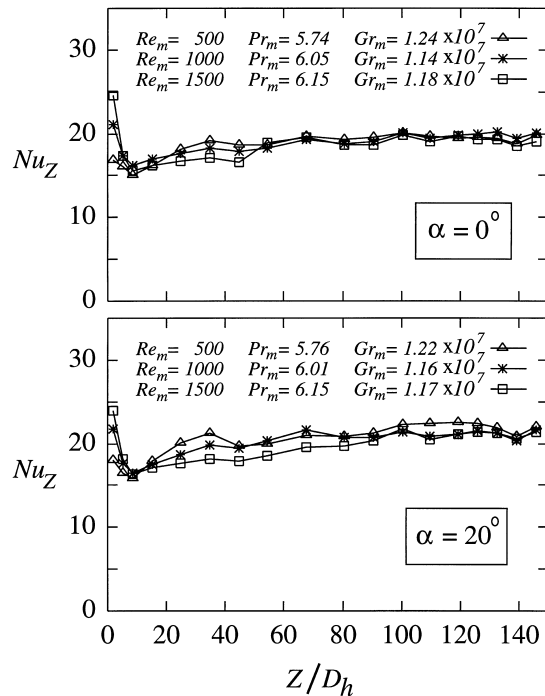 30
20
10
0
Nu_Z
Re_m = 500 Pr_m = 5.74 Gr_m = 1.24 x10^7
Re_m = 1000 Pr_m = 6.05 Gr_m = 1.14 x10^7
Re_m = 1500 Pr_m = 6.15 Gr_m = 1.18 x10^7
α = 0°
30
20
10
0
Nu_Z
Re_m = 500 Pr_m = 5.76 Gr_m = 1.22 x10^7
Re_m = 1000 Pr_m = 6.01 Gr_m = 1.16 x10^7
Re_m = 1500 Pr_m = 6.15 Gr_m = 1.17 x10^7
α = 20°
0 20 40 60 80 100 120 140
Z/D_h